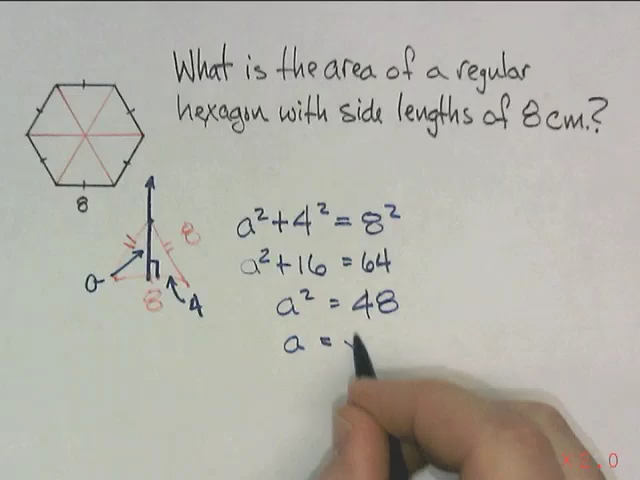 What is the area of a regular
hexagon with side lengths of 8 cm.?
8
a² + 4² = 8²
8
a² + 16 = 64
a
8
4
a² = 48
a =